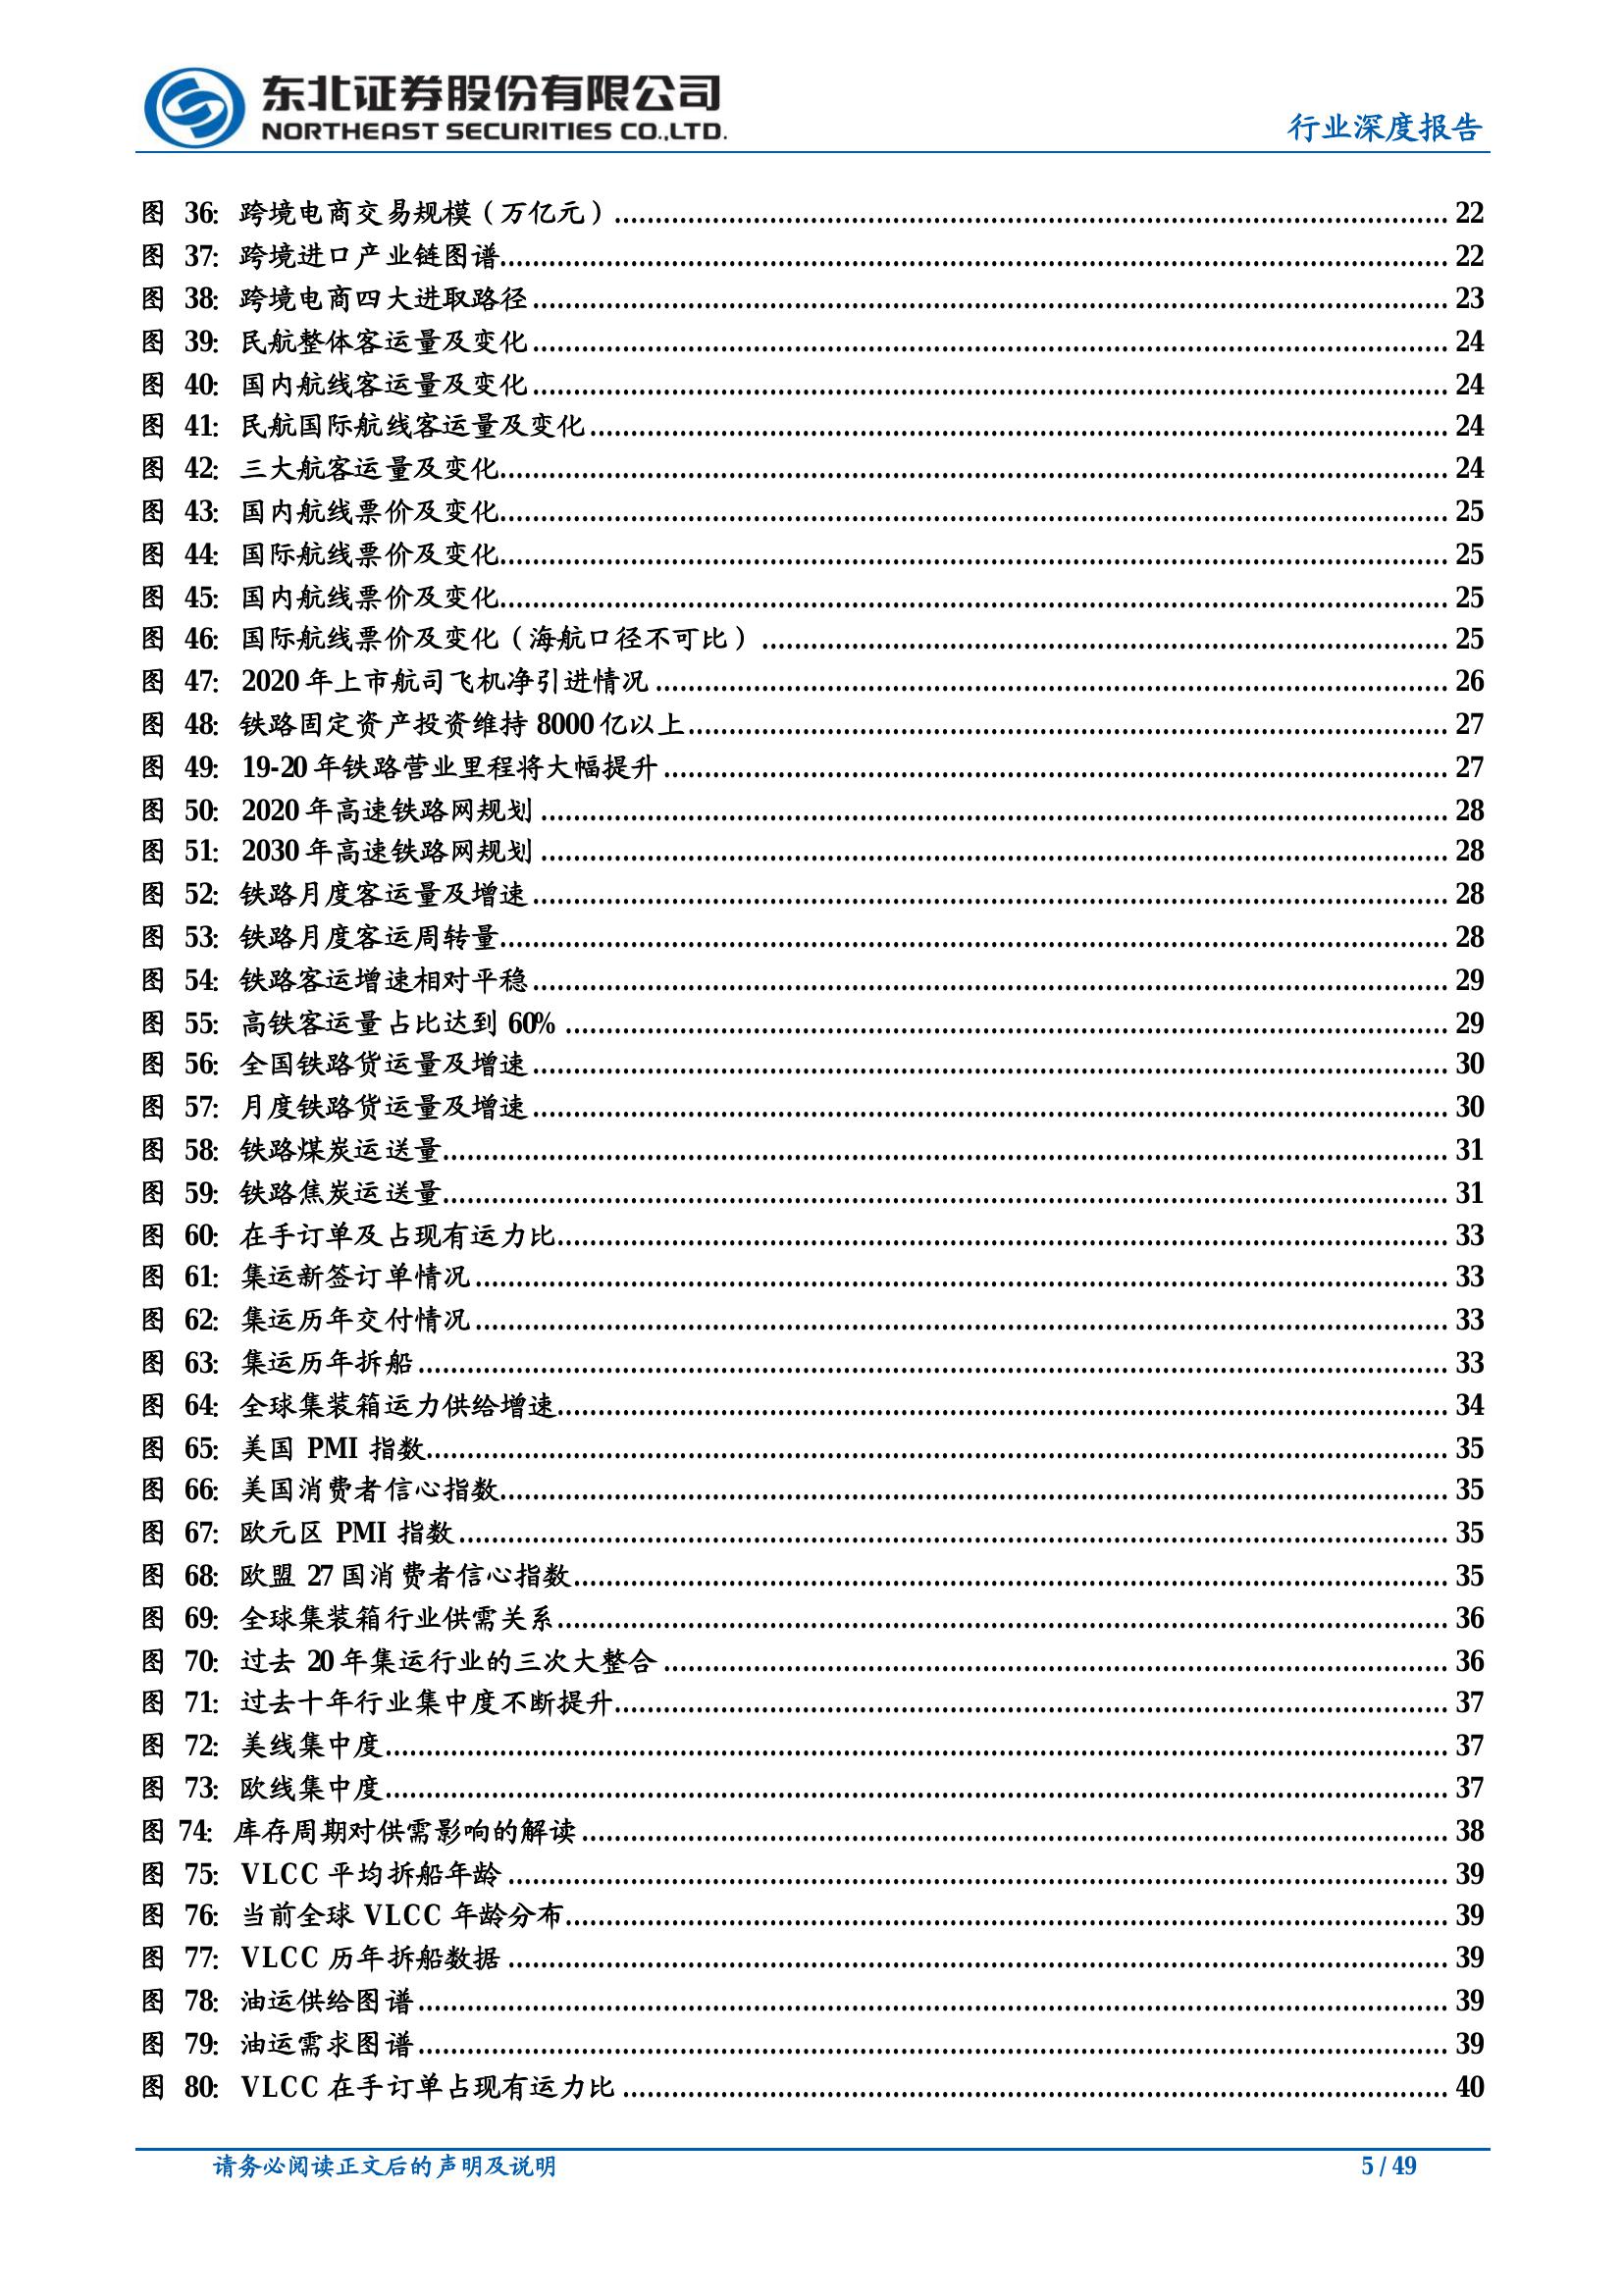 东北证券股份有限公司
NORTHEAST SECURITIES CO.,LTD.
行业深度报告
图 36: 跨境电商交易规模（万亿元） 22
图 37: 跨境进口产业链图谱 22
图 38: 跨境电商四大进取路径 23
图 39: 民航整体客运量及变化 24
图 40: 国内航线客运量及变化 24
图 41: 民航国际航线客运量及变化 24
图 42: 三大航客运量及变化 24
图 43: 国内航线票价及变化 25
图 44: 国际航线票价及变化 25
图 45: 国内航线票价及变化 25
图 46: 国际航线票价及变化（海航口径不可比） 25
图 47: 2020 年上市航司飞机净引进情况 26
图 48: 铁路固定资产投资维持 8000 亿以上 27
图 49: 19-20 年铁路营业里程将大幅提升 27
图 50: 2020 年高速铁路网规划 28
图 51: 2030 年高速铁路网规划 28
图 52: 铁路月度客运量及增速 28
图 53: 铁路月度客运周转量 28
图 54: 铁路客运增速相对平稳 29
图 55: 高铁客运量占比达到 60% 29
图 56: 全国铁路货运量及增速 30
图 57: 月度铁路货运量及增速 30
图 58: 铁路煤炭运送量 31
图 59: 铁路焦炭运送量 31
图 60: 在手订单及占现有运力比 33
图 61: 集运新签订单情况 33
图 62: 集运历年交付情况 33
图 63: 集运历年拆船 33
图 64: 全球集装箱运力供给增速 34
图 65: 美国 PMI 指数 35
图 66: 美国消费者信心指数 35
图 67: 欧元区 PMI 指数 35
图 68: 欧盟 27 国消费者信心指数 35
图 69: 全球集装箱行业供需关系 36
图 70: 过去 20 年集运行业的三次大整合 36
图 71: 过去十年行业集中度不断提升 37
图 72: 美线集中度 37
图 73: 欧线集中度 37
图 74: 库存周期对供需影响的解读 38
图 75: VLCC 平均拆船年龄 39
图 76: 当前全球 VLCC 年龄分布 39
图 77: VLCC 历年拆船数据 39
图 78: 油运供给图谱 39
图 79: 油运需求图谱 39
图 80: VLCC 在手订单占现有运力比 40
请务必阅读正文后的声明及说明 5 / 49